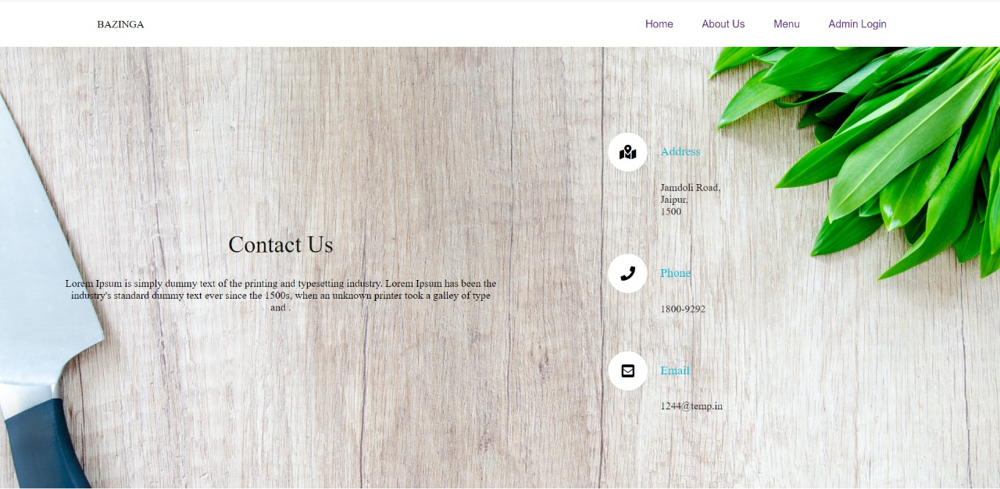 BAZINGA
Home
About Us
Menu
Admin Login
Contact Us
Lorem Ipsum is simply dummy text of the printing and typesetting industry. Lorem Ipsum has been the
industry's standard dummy text ever since the 1500s, when an unknown printer took a galley of type
and .
Address
Jamdoli Road,
Jaipur,
1500
Phone
1800-9292
Email
1244@temp.in